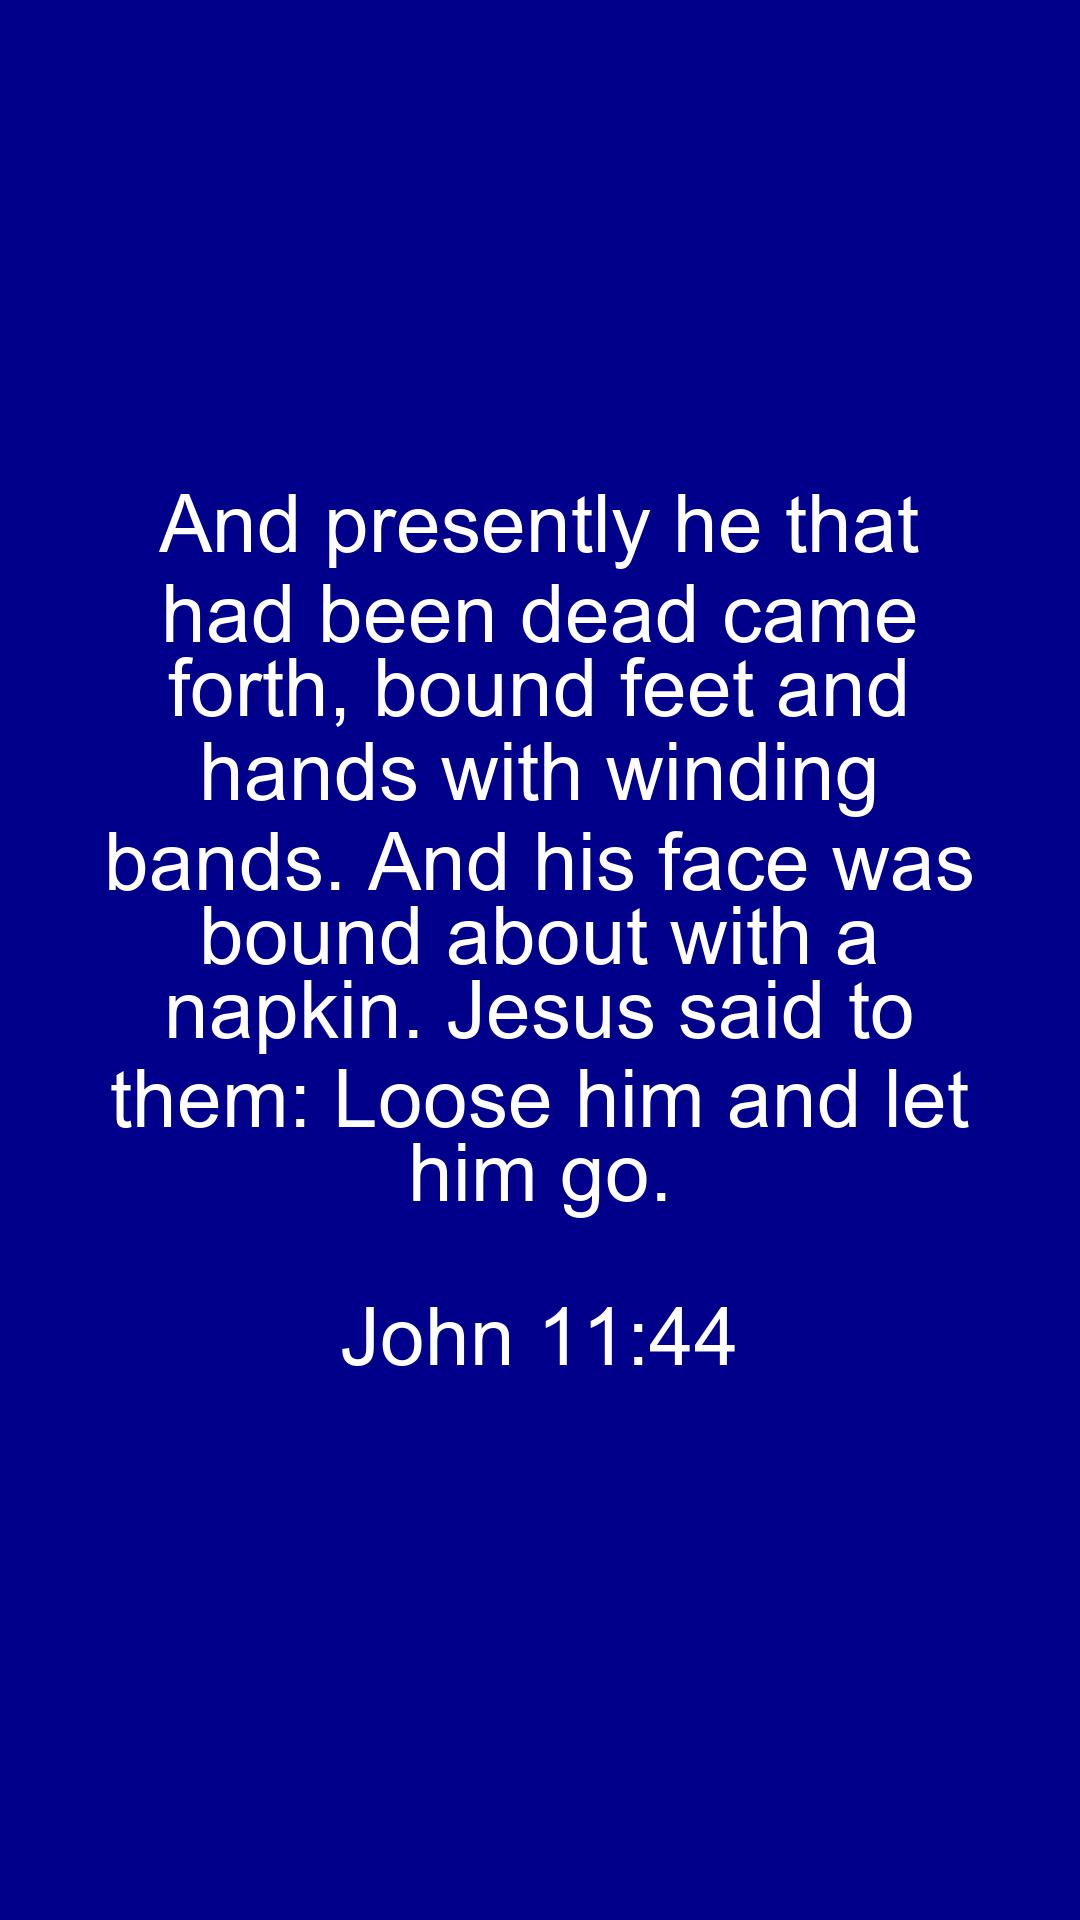 And presently he that
had been dead came
forth, bound feet and
hands with winding
bands. And his face was
bound about with a
napkin. Jesus said to
them: Loose him and let
him go.
John 11:44